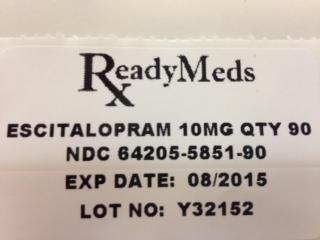 ReadyMeds
ESCITALOPRAM 10MG QTY 90
NDC 64205-5851-90
EXP DATE: 08/2015
LOT NO: Y32152